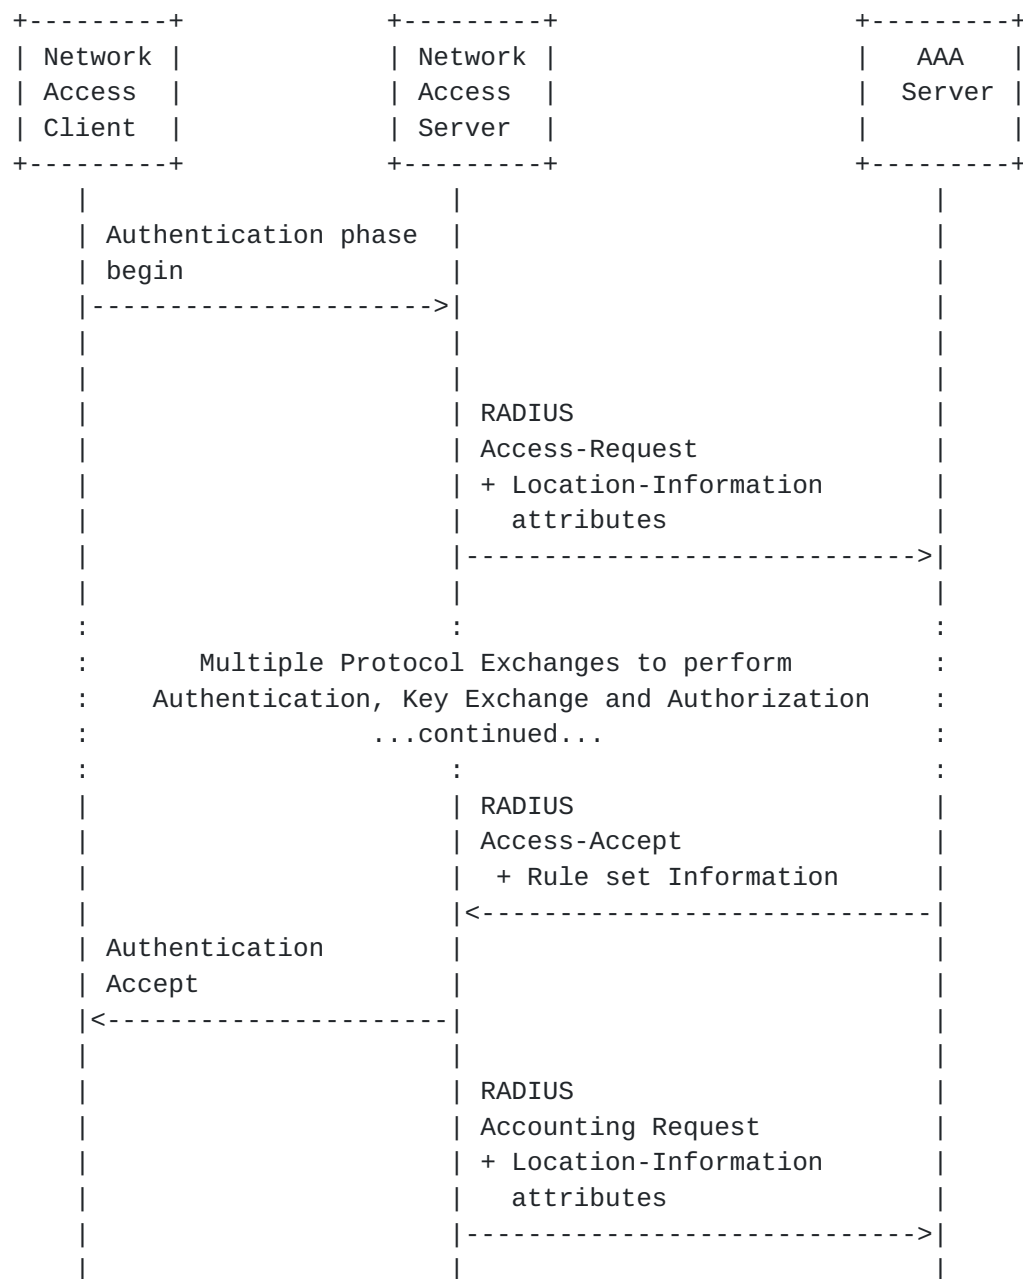 +---------+             +---------+                   +---------+
| Network |             | Network |                   |   AAA   |
| Access  |             | Access  |                   |  Server |
| Client  |             | Server  |                   |         |
+---------+             +---------+                   +---------+
    |                       |                              |
    | Authentication phase  |                              |
    | begin                 |                              |
    |---------------------->|                              |
    |                       |                              |
    |                       |                              |
    |                       | RADIUS                       |
    |                       | Access-Request               |
    |                       | + Location-Information       |
    |                       |   attributes                 |
    |                       |----------------------------->|
    |                       |                              |
    :                       :                              :
    :       Multiple Protocol Exchanges to perform         :
    :    Authentication, Key Exchange and Authorization    :
    :                  ...continued...                     :
    :                       :                              :
    |                       | RADIUS                       |
    |                       | Access-Accept                |
    |                       |  + Rule set Information      |
    |                       |<-----------------------------|
    | Authentication        |                              |
    | Accept                |                              |
    |<----------------------|                              |
    |                       |                              |
    |                       | RADIUS                       |
    |                       | Accounting Request           |
    |                       | + Location-Information       |
    |                       |   attributes                 |
    |                       |----------------------------->|
    |                       |                              |